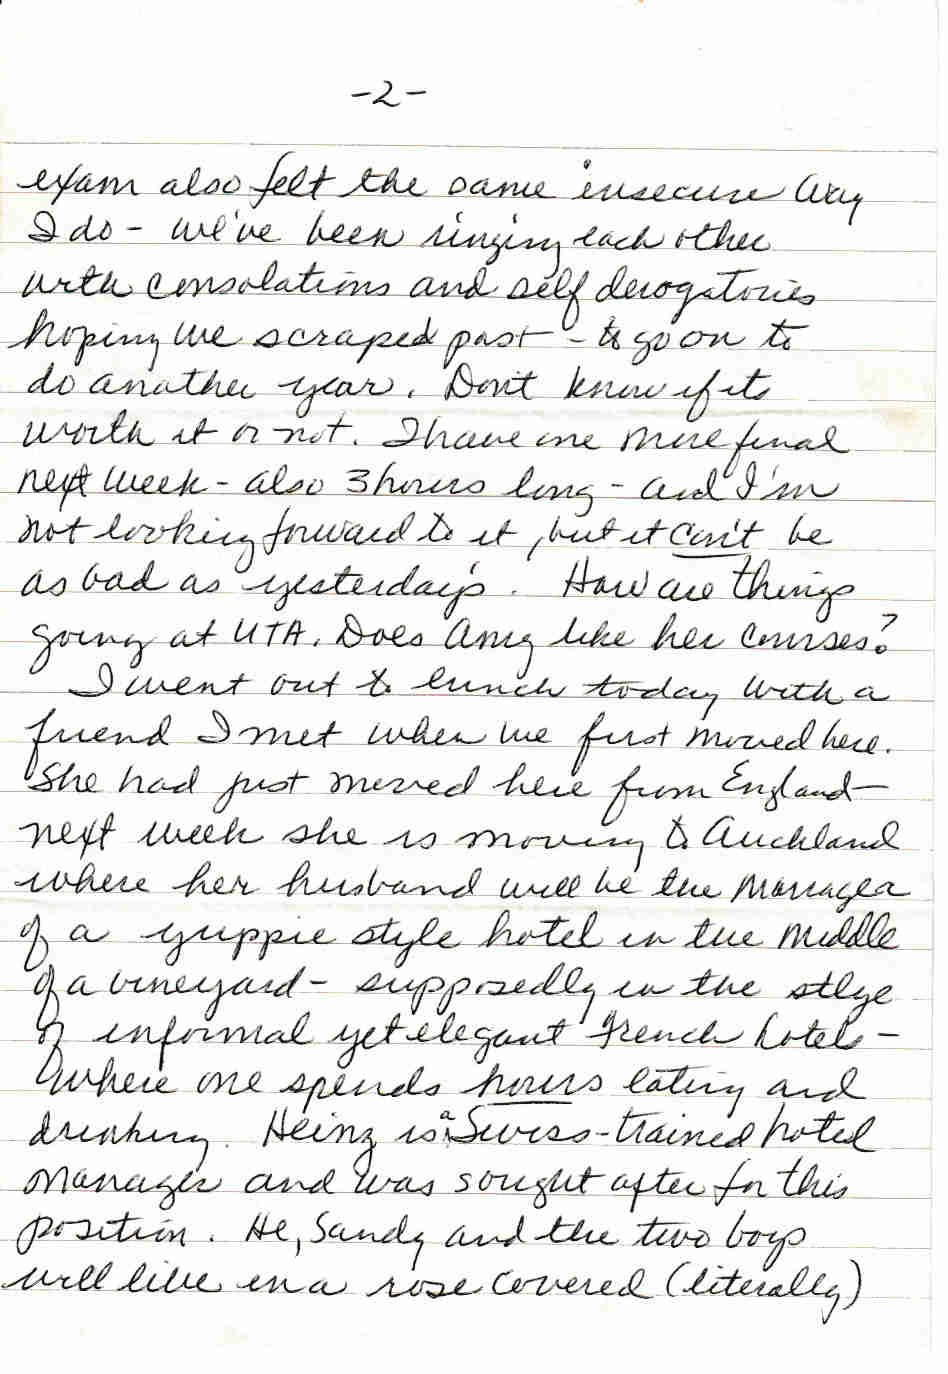 -2-
exam also felt the same insecure way
I do - we've been ringing each other
with consolations and self derogatories
hoping we scraped past - to go on to
do another year. Don't know if its
worth it or not. I have one more final
next week - also 3 hours long - and I'm
not looking forward to it, but it can't be
as bad as yesterday's. How are things
going at UTA. Does Amy like her courses?
I went out to lunch today with a
friend I met when we first moved here.
She had just moved here from England -
next week she is moving to Auckland
where her husband will be the manager
of a yuppie style hotel in the middle
of a vineyard - supposedly in the stlye
of informal yet elegant French hotels -
where one spends hours eating and
drinking. Heinz is a Swiss-trained hotel
manager and was sought after for this
position. He, Sandy and the two boys
will live in a rose covered (literally)